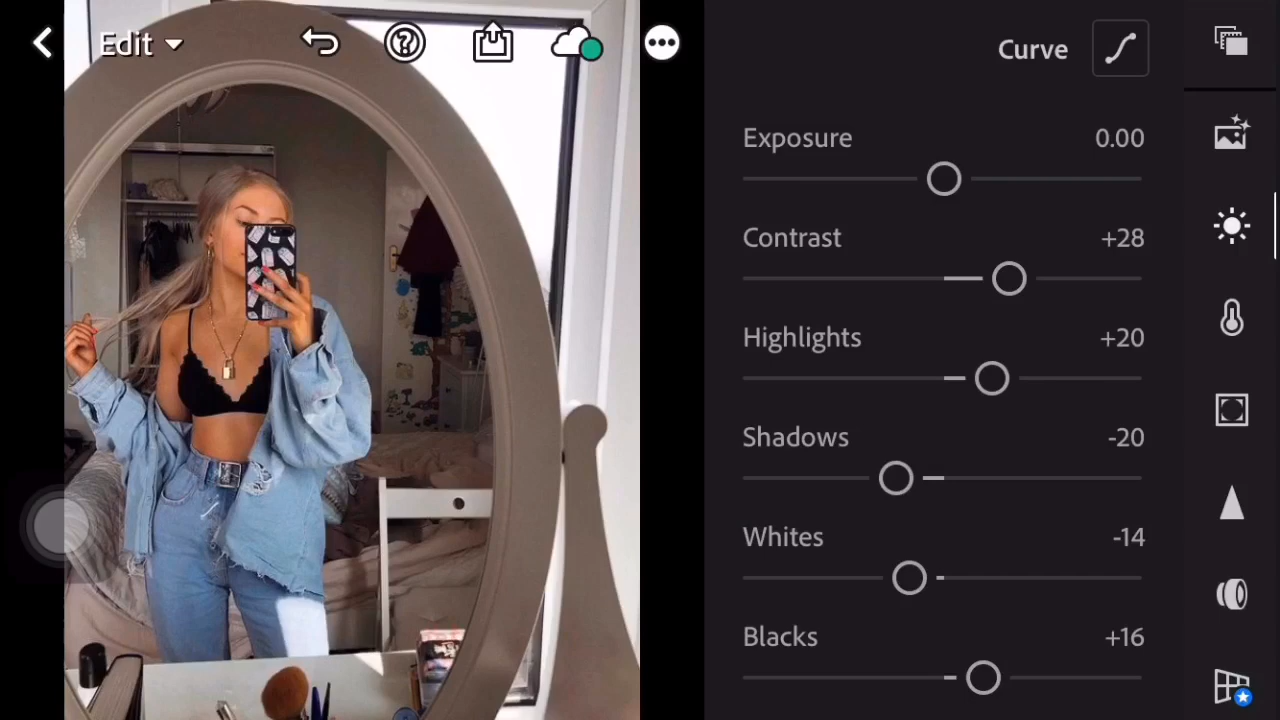 Edit
Curve
Exposure 0.00
Contrast +28
Highlights +20
Shadows -20
Whites -14
Blacks +16